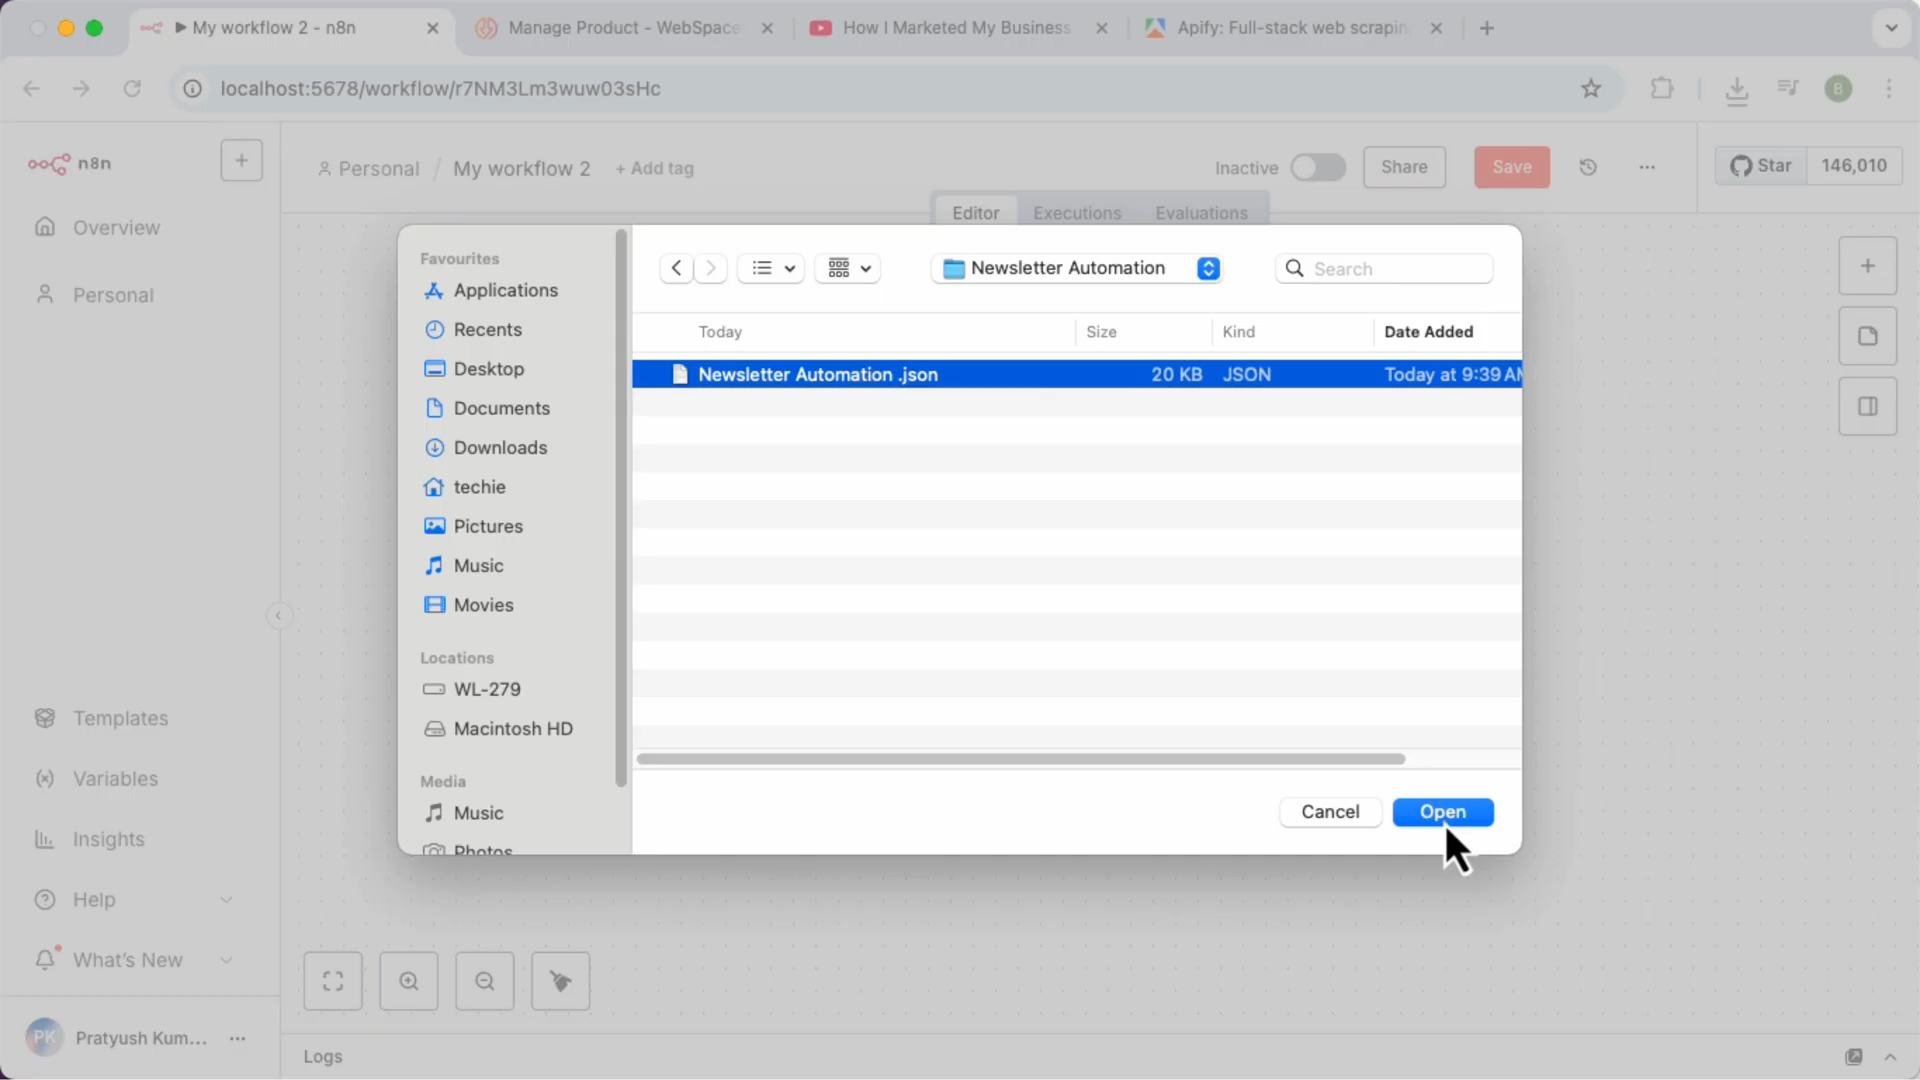 My workflow 2 - n8n
Manage Product - WebSpace
How I Marketed My Business
Apify: Full-stack web scraping
localhost:5678/workflow/r7NM3Lm3wuw03sHc
B
n8n
Personal / My workflow 2 + Add tag
Inactive
Share
Save
Star 146,010
Overview
Personal
Editor Executions Evaluations
Favourites
Applications
Recents
Desktop
Documents
Downloads
techie
Pictures
Music
Movies
Locations
WL-279
Macintosh HD
Media
Music
Photos
Newsletter Automation
Search
Today Size Kind Date Added
Newsletter Automation .json 20 KB JSON Today at 9:39 AM
Cancel Open
Templates
Variables
Insights
Help
What's New
PK Pratyush Kum...
Logs